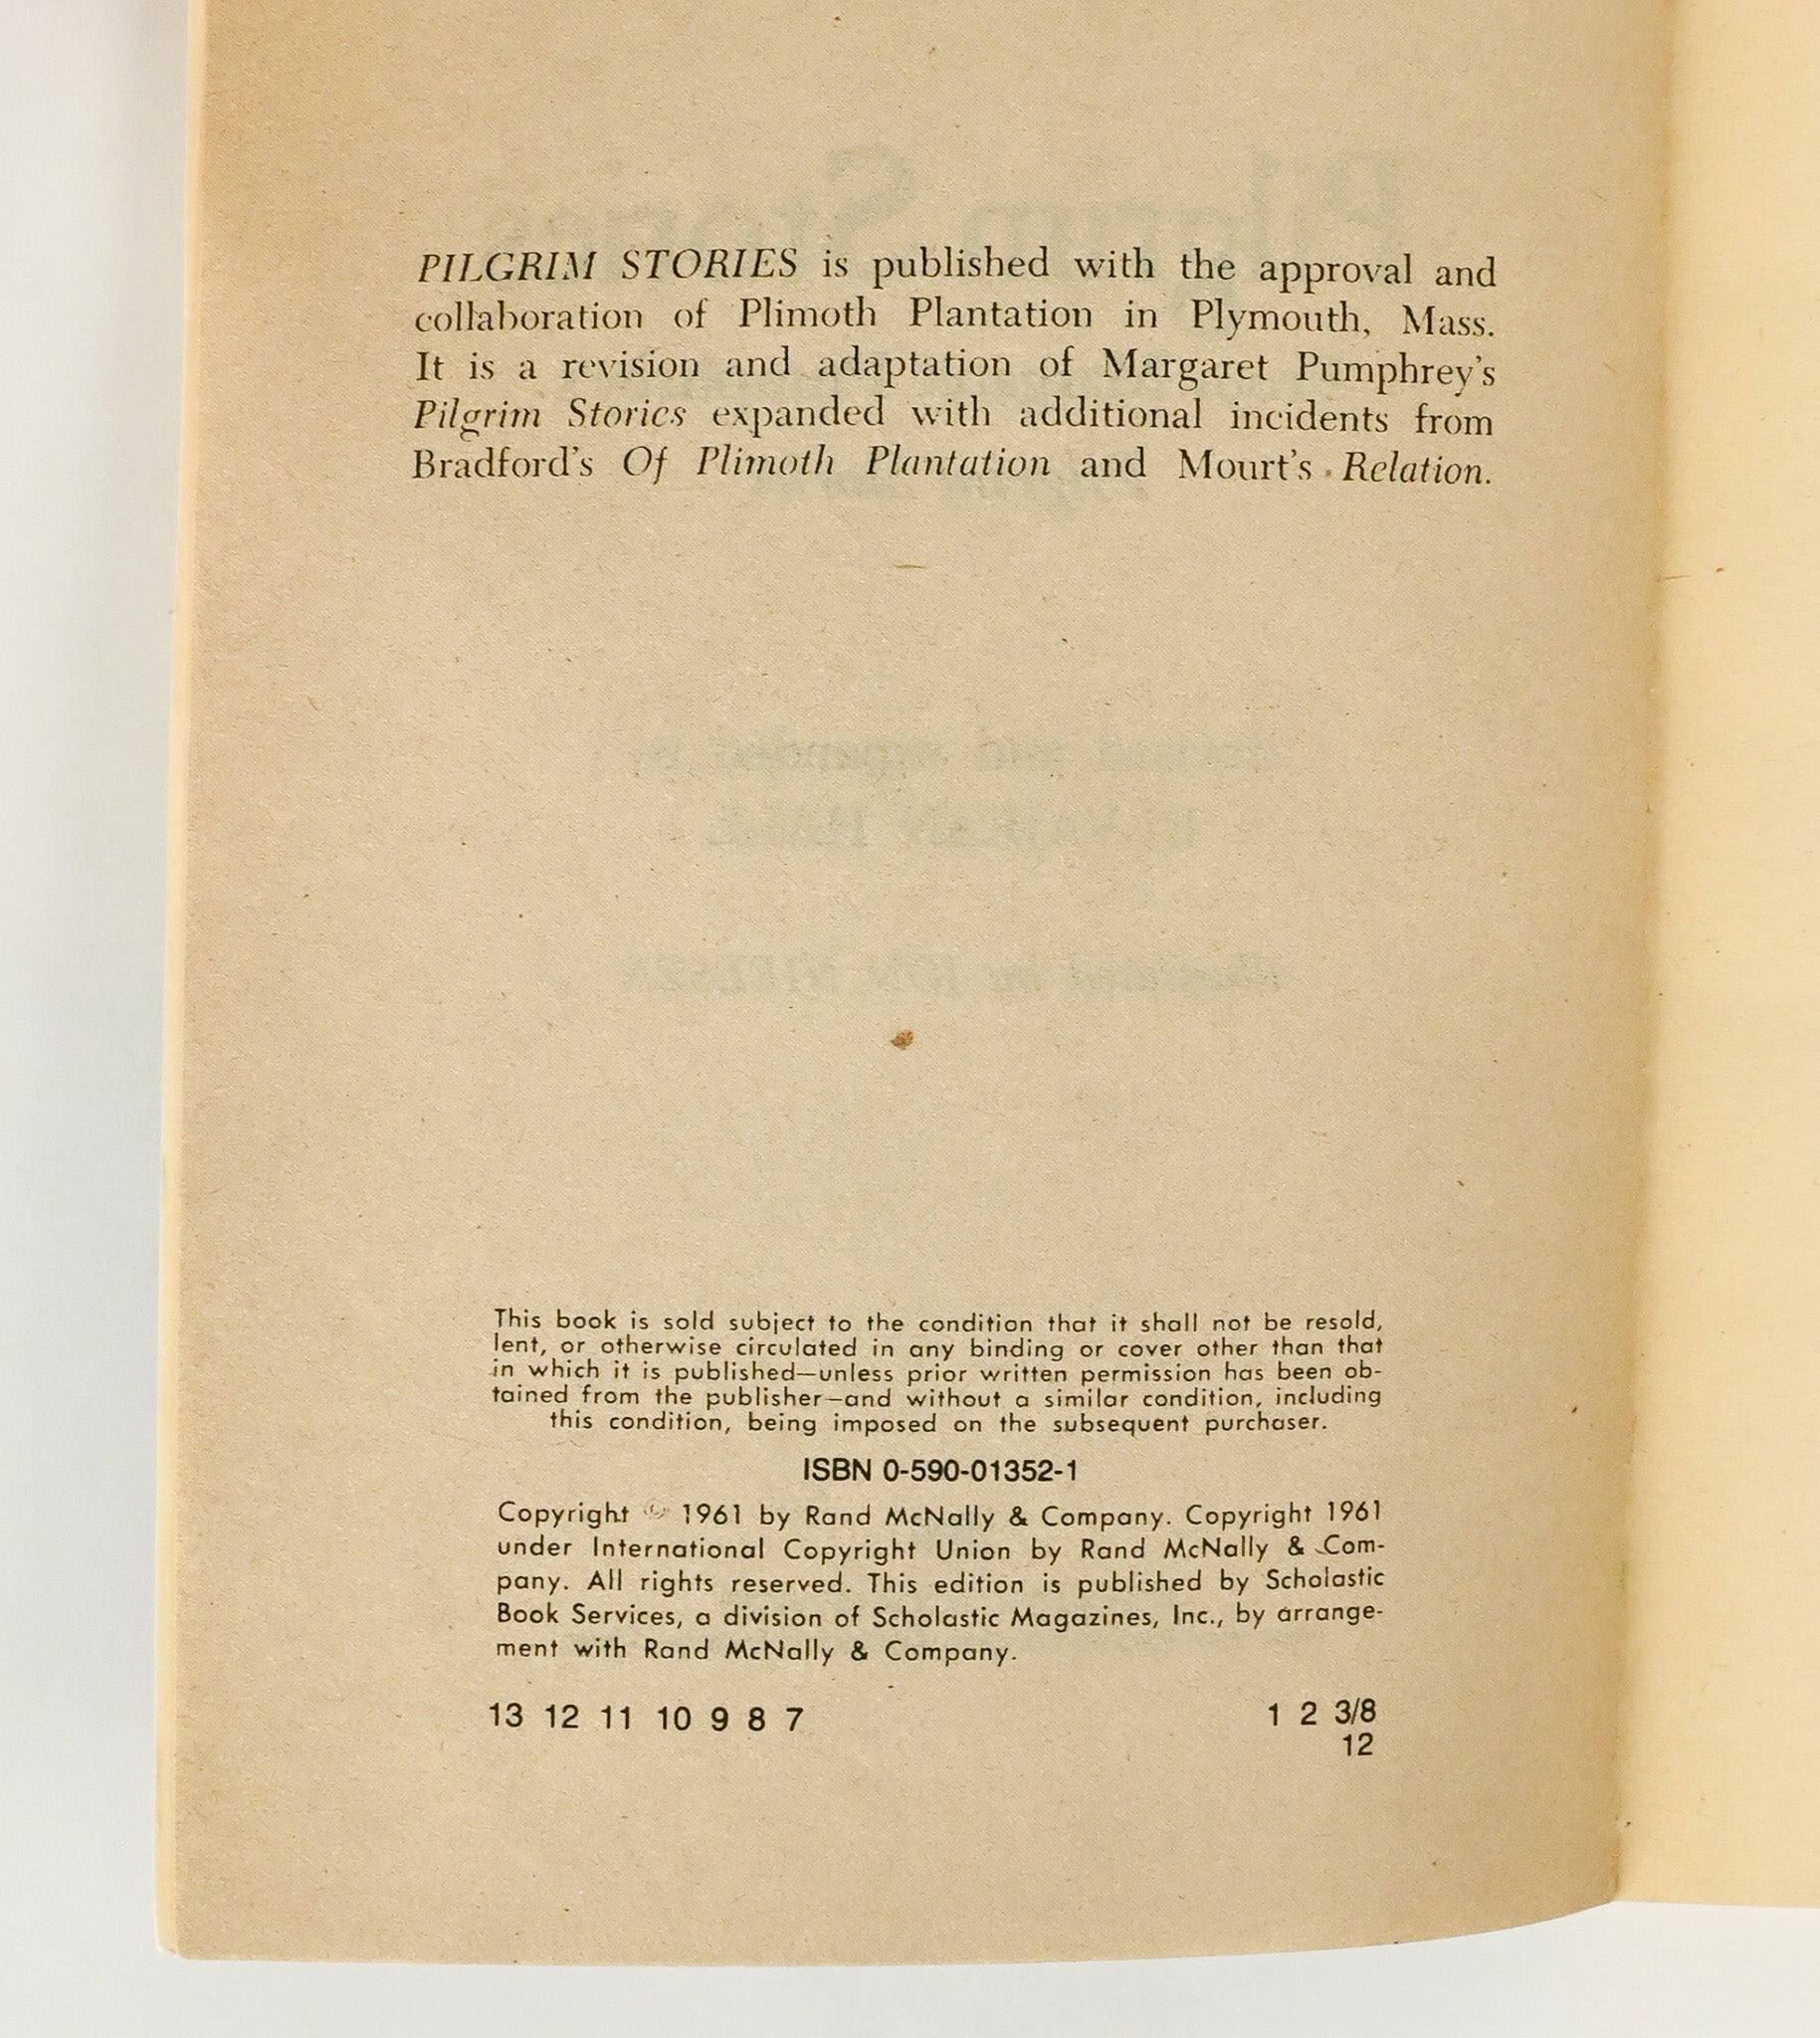 PILGRIM STORIES is published with the approval and
collaboration of Plimoth Plantation in Plymouth, Mass.
It is a revision and adaptation of Margaret Pumphrey's
Pilgrim Stories expanded with additional incidents from
Bradford's Of Plimoth Plantation and Mourt's Relation.
This book is sold subject to the condition that it shall not be resold,
lent, or otherwise circulated in any binding or cover other than that
in which it is published—unless prior written permission has been ob-
tained from the publisher—and without a similar condition, including
this condition, being imposed on the subsequent purchaser.
ISBN 0-590-01352-1
Copyright © 1961 by Rand McNally & Company. Copyright 1961
under International Copyright Union by Rand McNally & Com-
pany. All rights reserved. This edition is published by Scholastic
Book Services, a division of Scholastic Magazines, Inc., by arrange-
ment with Rand McNally & Company.
13 12 11 10 9 8 7 1 2 3/8
12